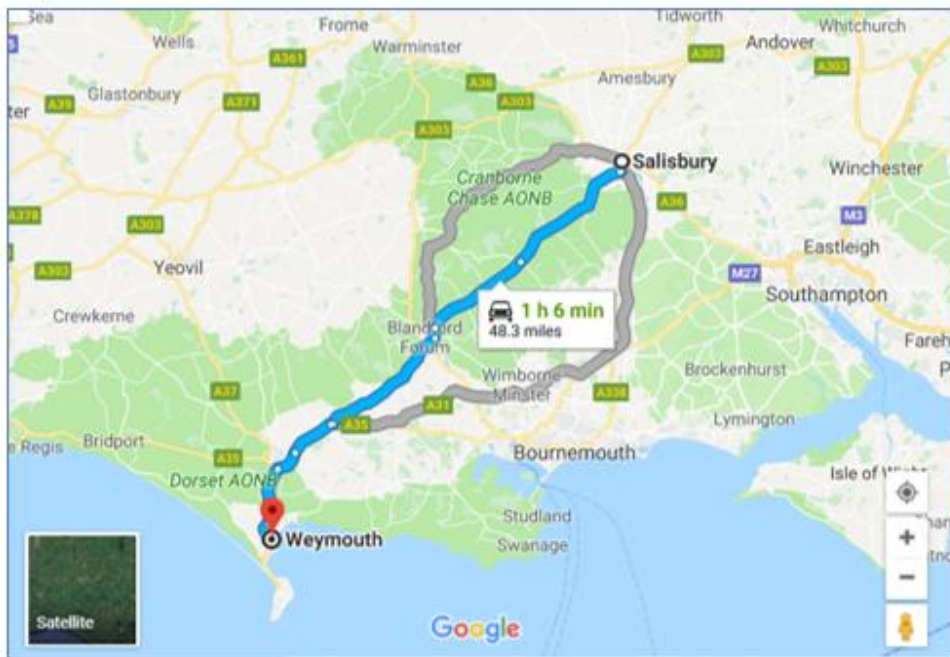 Sea
Frome
Tidworth
Whitchurch
Wells
A361
Warminster
A303
Andover
A36
A303
Amesbury
A303
Glastonbury
A39
A371
ter
A303
Salisbury
Winchester
Cranborne
Chase AONB
A378
A303
A36
M3
Eastleigh
A303
Yeovil
M27
Southampton
1 h 6 min
48.3 miles
Crewkerne
Blandford
Forum
Fareh
P
Wimborne
Minster
Brockenhurst
A37
A338
A31
A35
Lymington
e Regis
Bridport
A35
Bournemouth
Dorset AONB
Isle of
Studland
Weymouth
Swanage
Satellite
Google